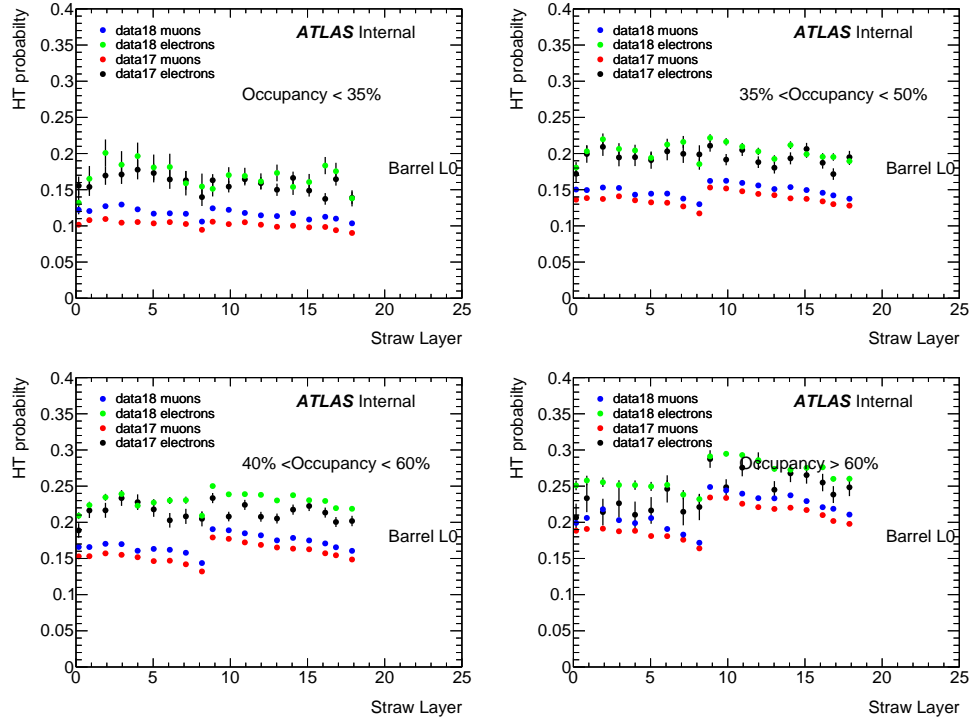 HT probabilty
0.4
0.35
0.3
0.25
0.2
0.15
0.1
0.05
0
data18 muons
data18 electrons
data17 muons
data17 electrons
ATLAS Internal
Occupancy < 35%
Barrel L0
0 5 10 15 20 25
Straw Layer
HT probabilty
0.4
0.35
0.3
0.25
0.2
0.15
0.1
0.05
0
data18 muons
data18 electrons
data17 muons
data17 electrons
ATLAS Internal
35% <Occupancy < 50%
Barrel L0
0 5 10 15 20 25
Straw Layer
HT probabilty
0.4
0.35
0.3
0.25
0.2
0.15
0.1
0.05
0
data18 muons
data18 electrons
data17 muons
data17 electrons
ATLAS Internal
40% <Occupancy < 60%
Barrel L0
0 5 10 15 20 25
Straw Layer
HT probabilty
0.4
0.35
0.3
0.25
0.2
0.15
0.1
0.05
0
data18 muons
data18 electrons
data17 muons
data17 electrons
ATLAS Internal
Occupancy > 60%
Barrel L0
0 5 10 15 20 25
Straw Layer